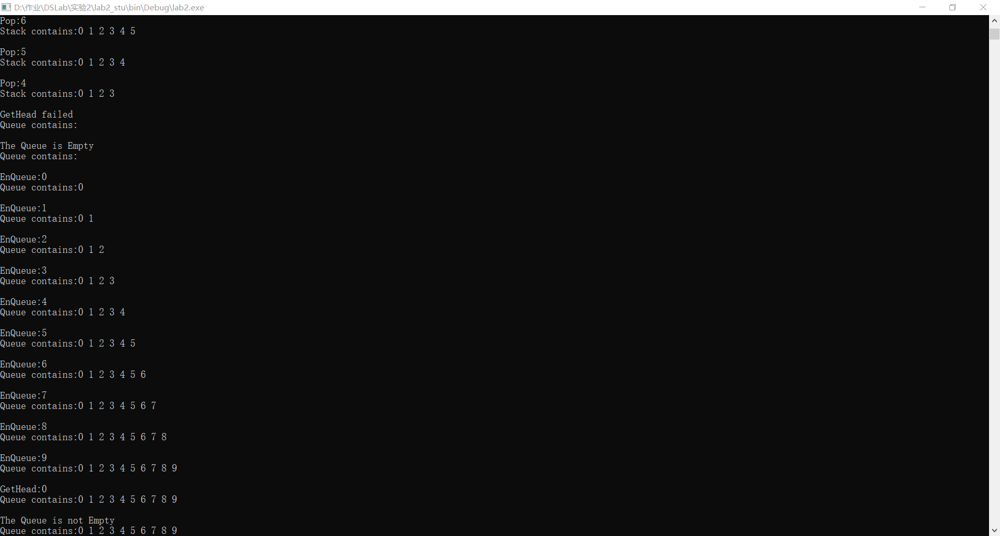 D:\作业\DSLab\实验2\lab2_stu\bin\Debug\lab2.exe
Pop:6
Stack contains:0 1 2 3 4 5
Pop:5
Stack contains:0 1 2 3 4
Pop:4
Stack contains:0 1 2 3
GetHead failed
Queue contains:
The Queue is Empty
Queue contains:
EnQueue:0
Queue contains:0
EnQueue:1
Queue contains:0 1
EnQueue:2
Queue contains:0 1 2
EnQueue:3
Queue contains:0 1 2 3
EnQueue:4
Queue contains:0 1 2 3 4
EnQueue:5
Queue contains:0 1 2 3 4 5
EnQueue:6
Queue contains:0 1 2 3 4 5 6
EnQueue:7
Queue contains:0 1 2 3 4 5 6 7
EnQueue:8
Queue contains:0 1 2 3 4 5 6 7 8
EnQueue:9
Queue contains:0 1 2 3 4 5 6 7 8 9
GetHead:0
Queue contains:0 1 2 3 4 5 6 7 8 9
The Queue is not Empty
Queue contains:0 1 2 3 4 5 6 7 8 9